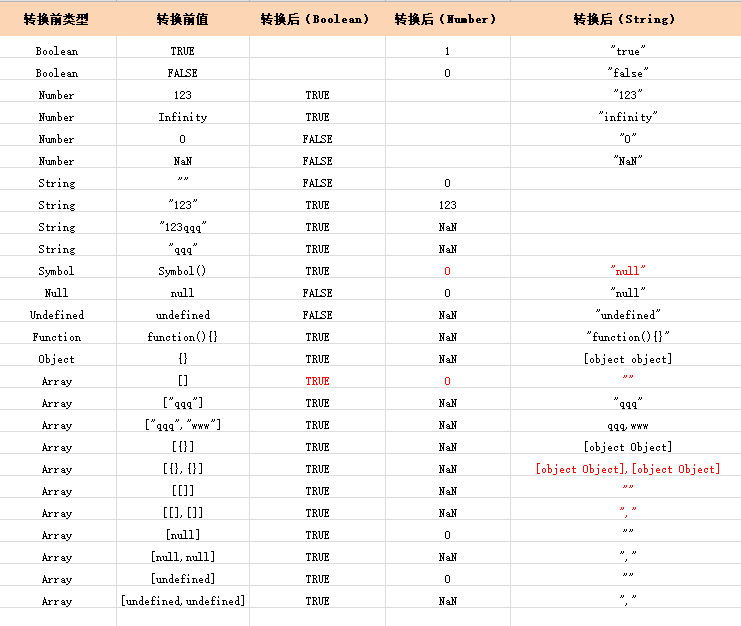 转换前类型 转换前值 转换后（Boolean） 转换后（Number） 转换后（String）
Boolean TRUE 1 "true"
Boolean FALSE 0 "false"
Number 123 TRUE "123"
Number Infinity TRUE "infinity"
Number 0 FALSE "0"
Number NaN FALSE "NaN"
String "" FALSE 0
String "123" TRUE 123
String "123qqq" TRUE NaN
String "qqq" TRUE NaN
Symbol Symbol() TRUE 0 "null"
Null null FALSE 0 "null"
Undefined undefined FALSE NaN "undefined"
Function function(){} TRUE NaN "function(){}"
Object {} TRUE NaN [object object]
Array [] TRUE 0 ""
Array ["qqq"] TRUE NaN "qqq"
Array ["qqq","www"] TRUE NaN qqq,www
Array [{}] TRUE NaN [object Object]
Array [{},{}] TRUE NaN [object Object],[object Object]
Array [[]] TRUE NaN ""
Array [[],[]] TRUE NaN ","
Array [null] TRUE 0 ""
Array [null,null] TRUE NaN ","
Array [undefined] TRUE 0 ""
Array [undefined,undefined] TRUE NaN ","